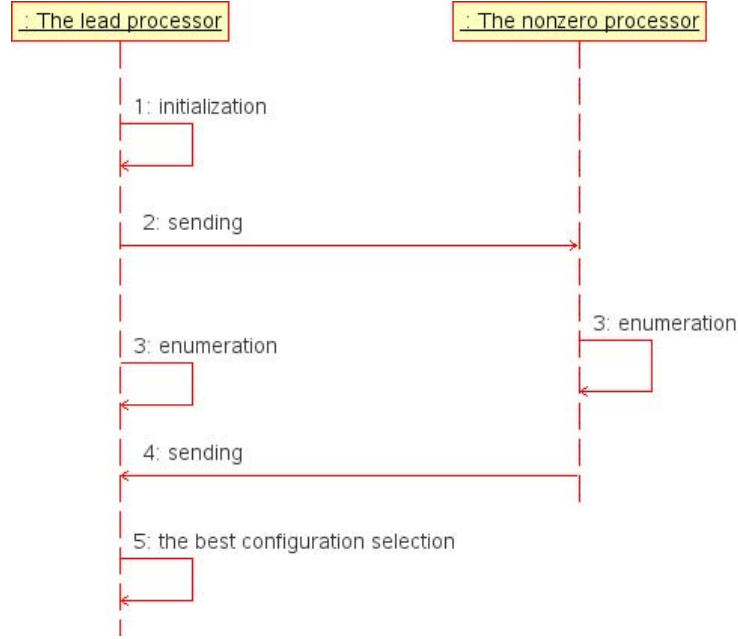 : The lead processor
: The nonzero processor
1: initialization
2: sending
3: enumeration
3: enumeration
4: sending
5: the best configuration selection